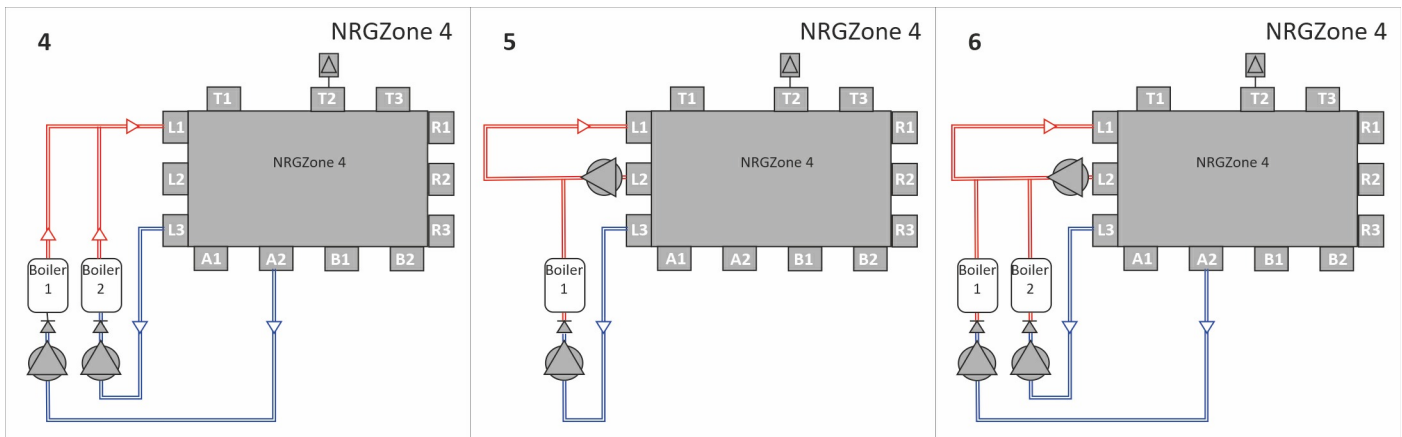 4
NRGZone 4
T1
T2
T3
L1
R1
NRGZone 4
L2
R2
L3
R3
A1
A2
B1
B2
Boiler
1
Boiler
2
5
NRGZone 4
T1
T2
T3
L1
R1
NRGZone 4
L2
R2
L3
R3
A1
A2
B1
B2
Boiler
1
6
NRGZone 4
T1
T2
T3
L1
R1
NRGZone 4
L2
R2
L3
R3
A1
A2
B1
B2
Boiler
1
Boiler
2